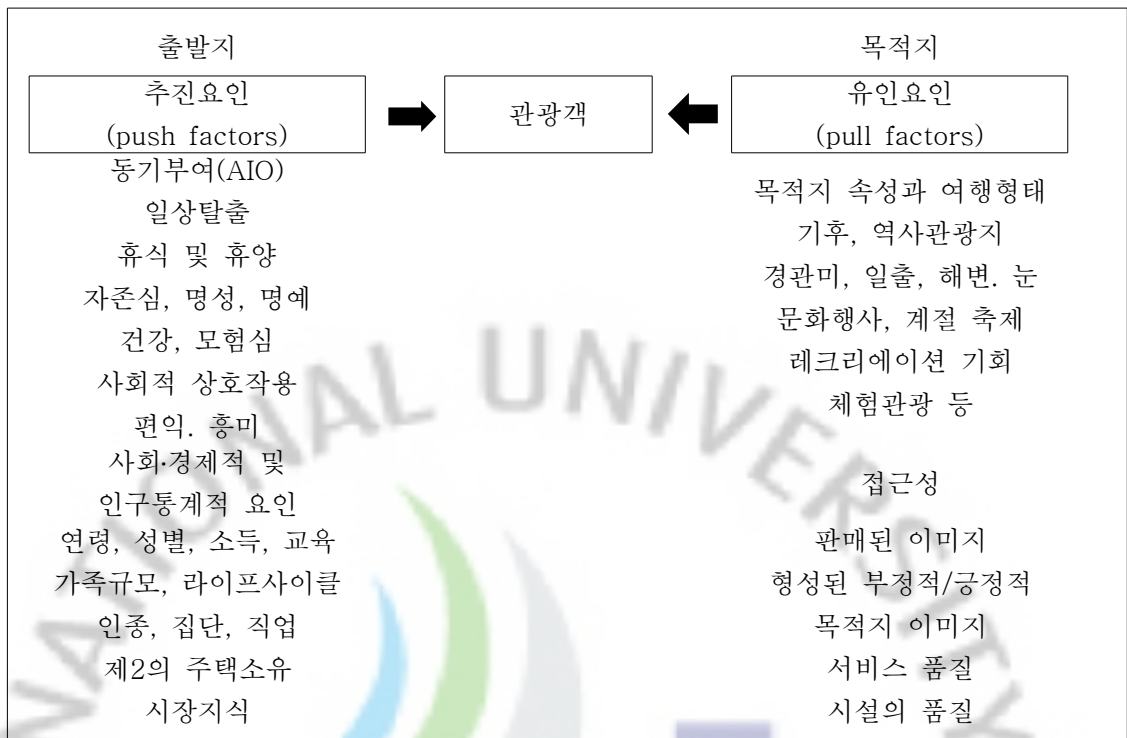 출발지
추진요인
(push factors)
동기부여(AIO)
일상탈출
휴식 및 휴양
자존심, 명성, 명예
건강, 모험심
사회적 상호작용
편익. 흥미
사회·경제적 및
인구통계적 요인
연령, 성별, 소득, 교육
가족규모, 라이프사이클
인종, 집단, 직업
제2의 주택소유
시장지식
관광객
목적지
유인요인
(pull factors)
목적지 속성과 여행형태
기후, 역사관광지
경관미, 일출, 해변. 눈
문화행사, 계절 축제
레크리에이션 기회
체험관광 등
접근성
판매된 이미지
형성된 부정적/긍정적
목적지 이미지
서비스 품질
시설의 품질
NATIONAL UNIVERSITY